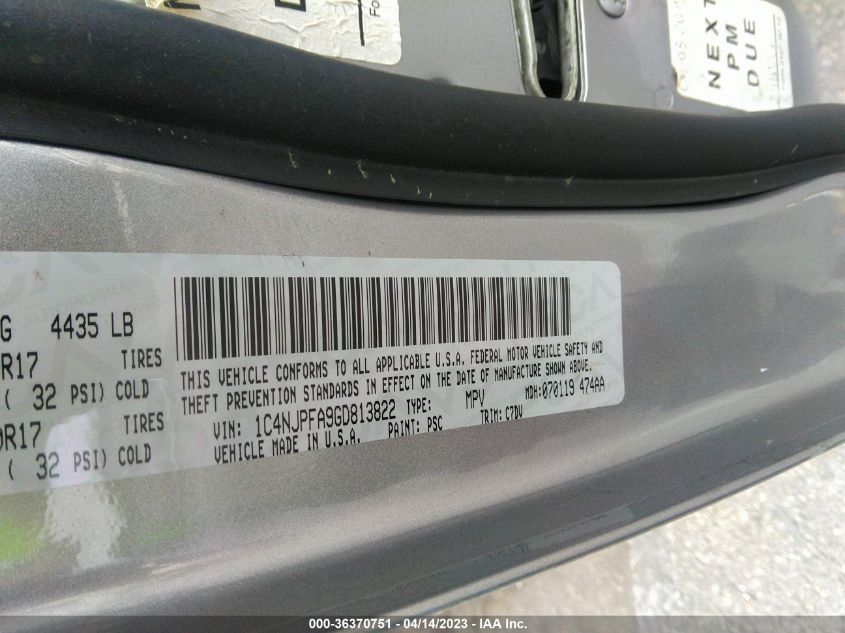 NEXT
PM
DUE
G 4435 LB
R17 TIRES
( 32 PSI) COLD
R17 TIRES
( 32 PSI) COLD
THIS VEHICLE CONFORMS TO ALL APPLICABLE U.S.A. FEDERAL MOTOR VEHICLE SAFETY AND
THEFT PREVENTION STANDARDS IN EFFECT ON THE DATE OF MANUFACTURE SHOWN ABOVE.
VIN: 1C4NJPFA9GD813822 TYPE: MPV MDH:070119 474AA
VEHICLE MADE IN U.S.A. PAINT: PSC TRIM: C7DV
000-36370751 - 04/14/2023 - IAA Inc.